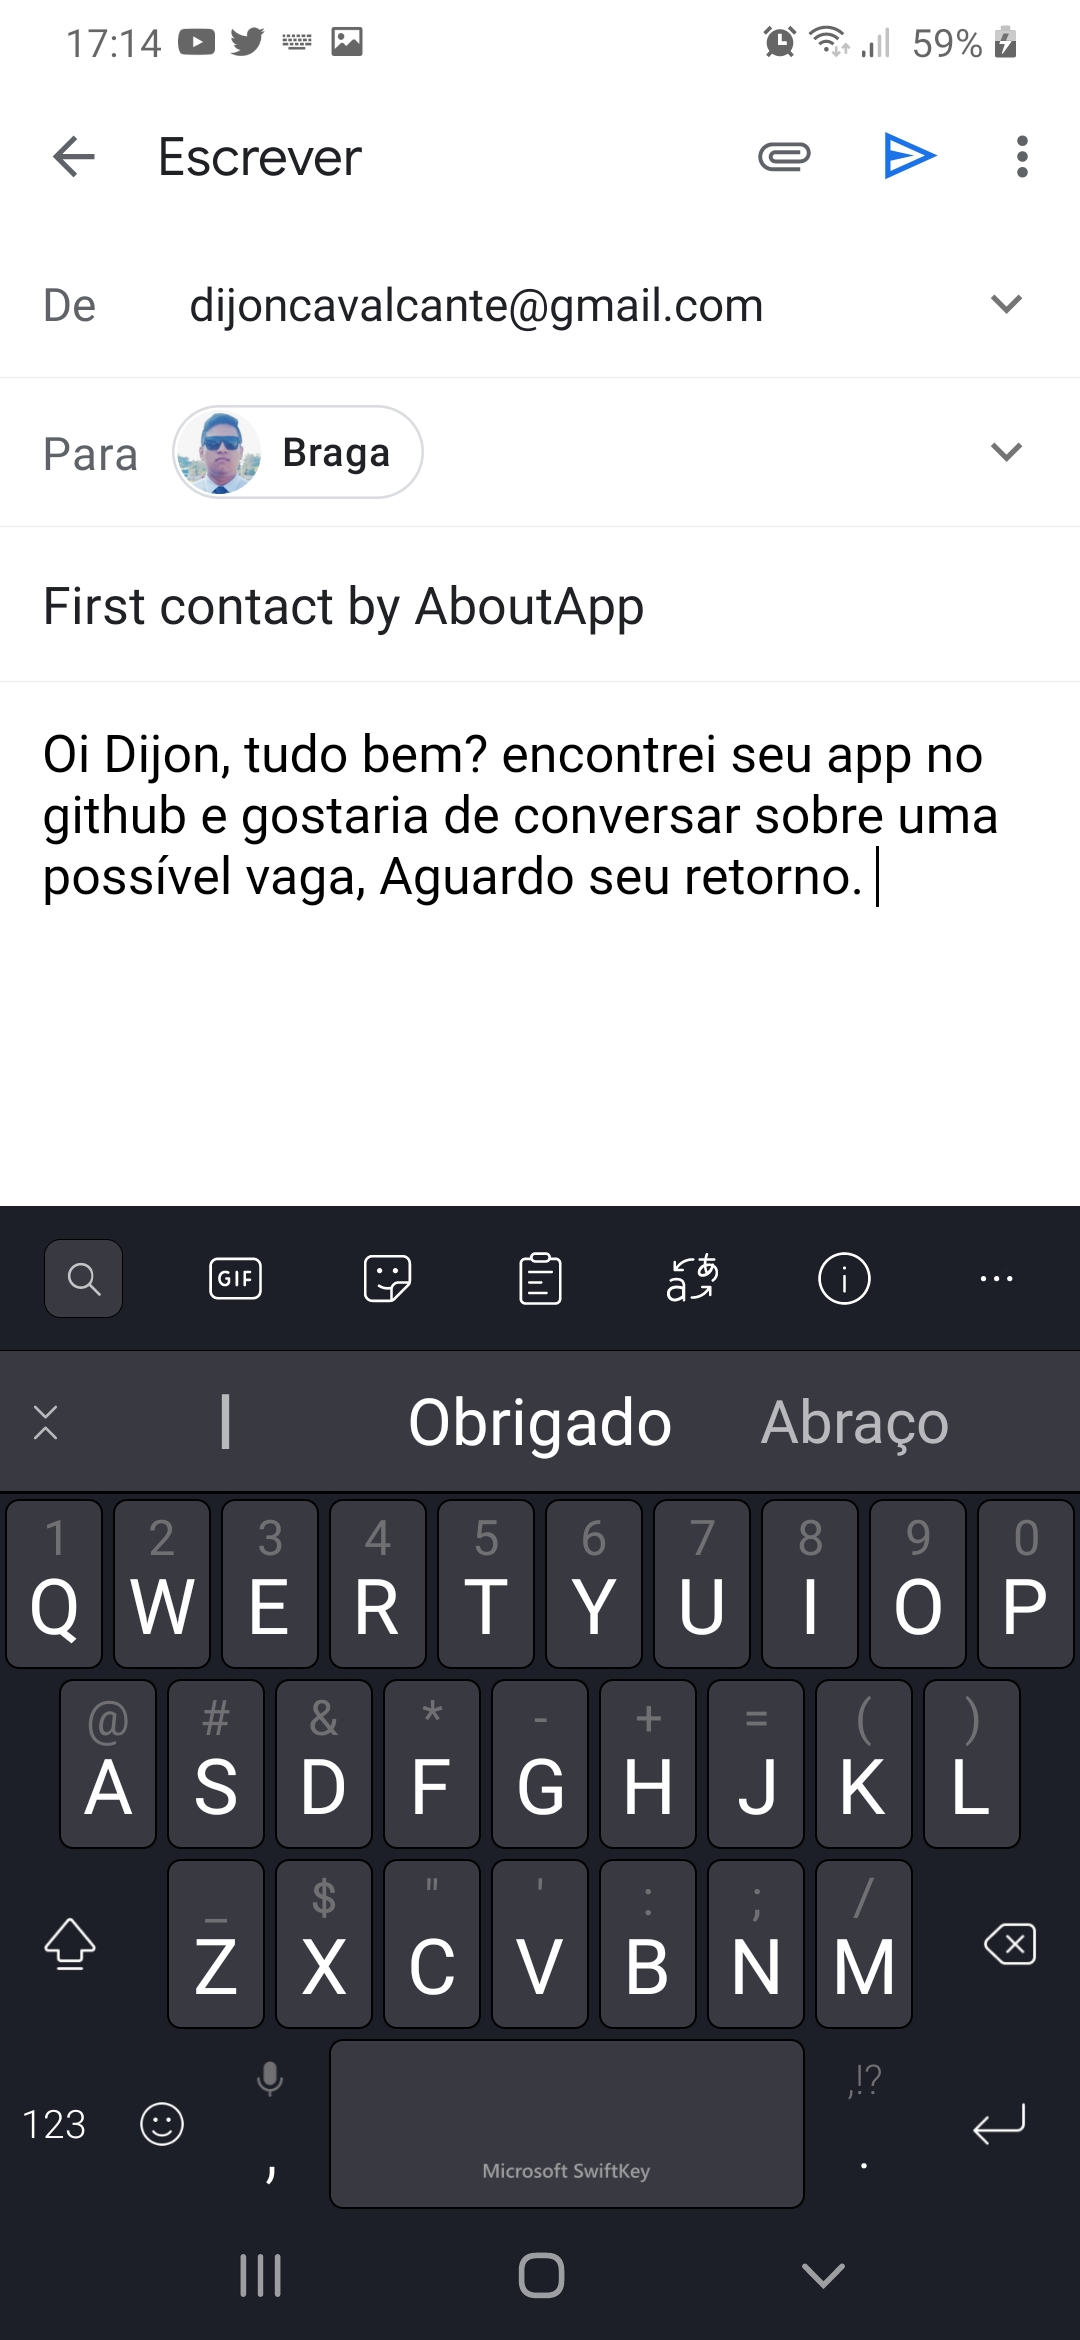 17:14 59%
Escrever
De dijoncavalcante@gmail.com
Para Braga
First contact by AboutApp
Oi Dijon, tudo bem? encontrei seu app no
github e gostaria de conversar sobre uma
possível vaga, Aguardo seu retorno.
GIF aあ i ...
| Obrigado Abraço
1 2 3 4 5 6 7 8 9 0
Q W E R T Y U I O P
@ # & * - + = ( )
A S D F G H J K L
_ $ " ' : ; /
Z X C V B N M
,!?
123 , .
Microsoft SwiftKey